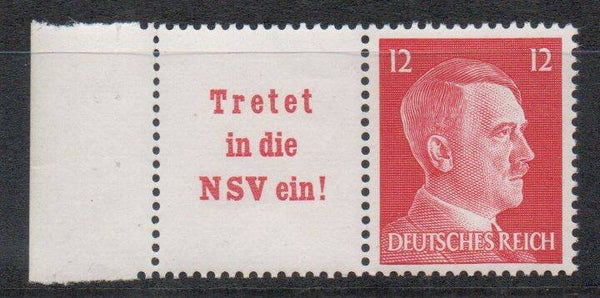 Tretet
in die
NSV ein!
12 12
DEUTSCHES REICH